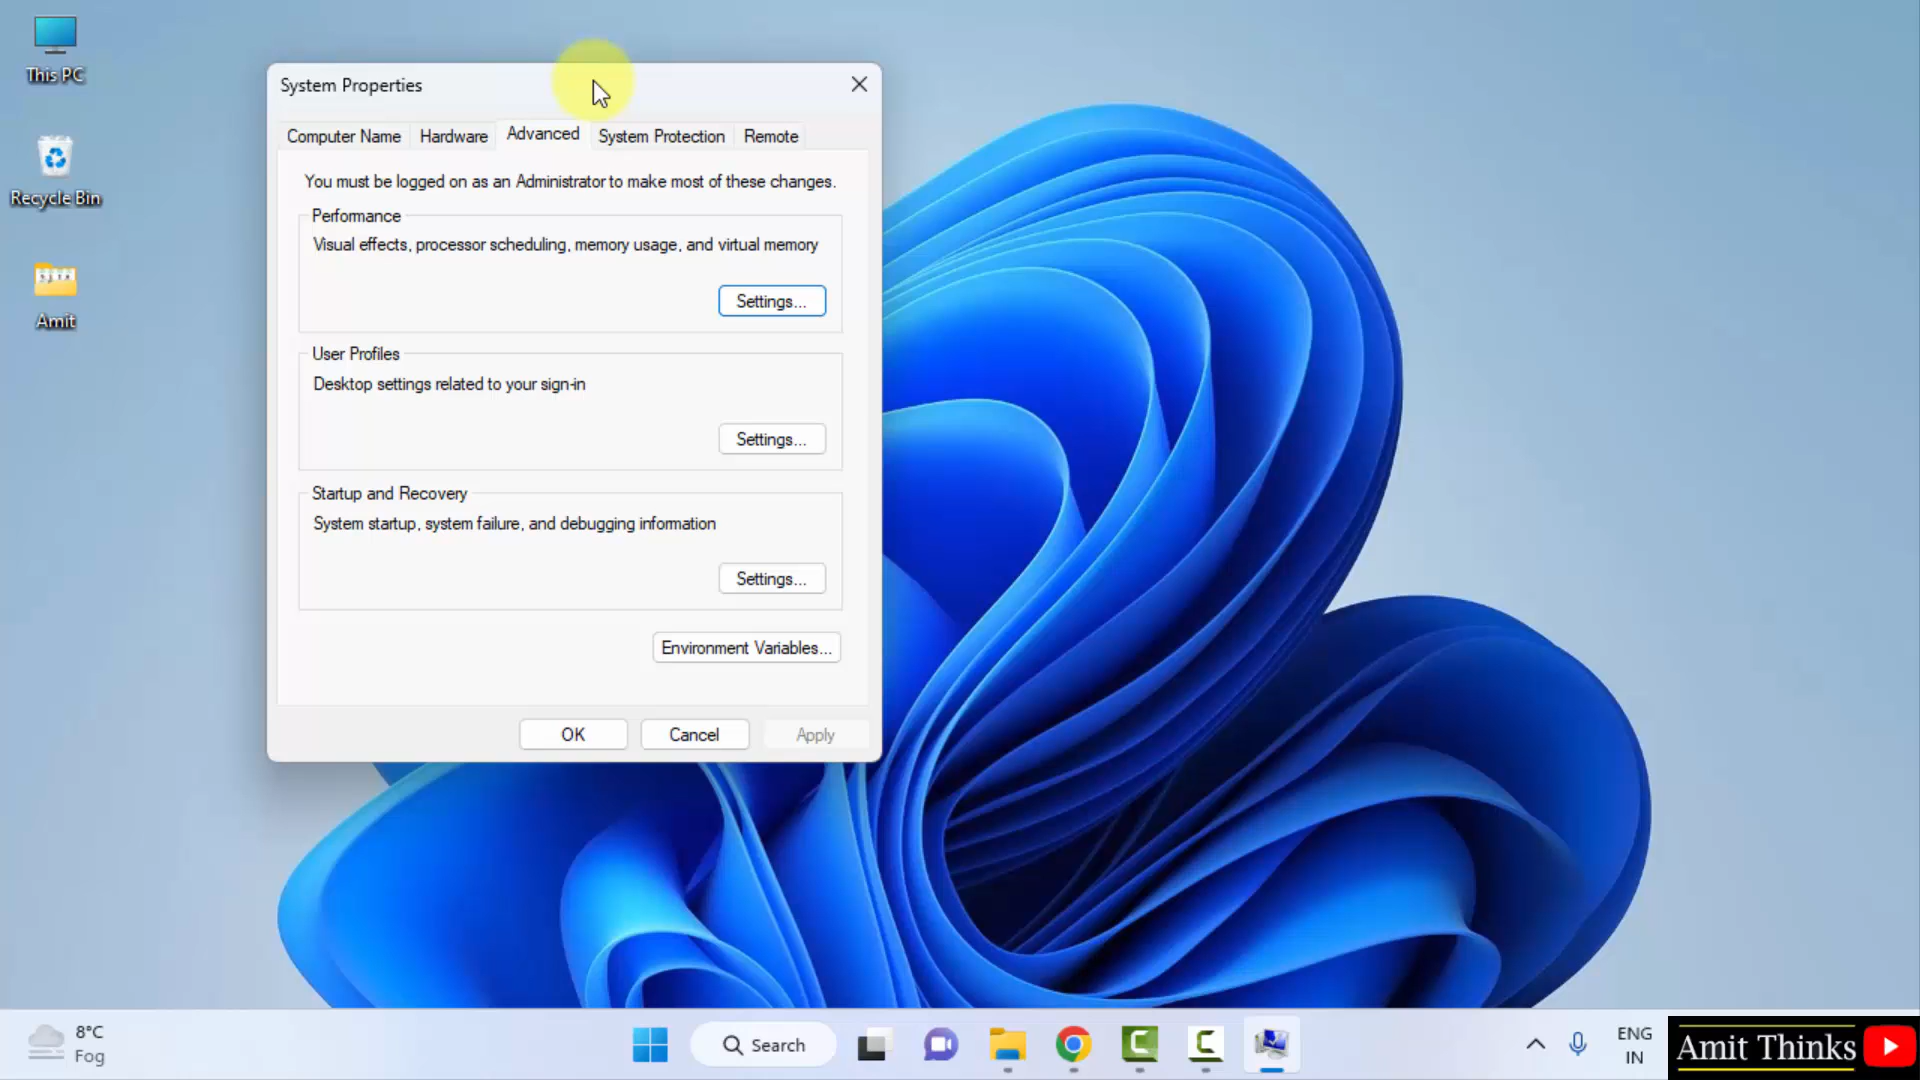 This PC
Recycle Bin
Amit
System Properties
Computer Name
Hardware
Advanced
System Protection
Remote
You must be logged on as an Administrator to make most of these changes.
Performance
Visual effects, processor scheduling, memory usage, and virtual memory
Settings...
User Profiles
Desktop settings related to your sign-in
Settings...
Startup and Recovery
System startup, system failure, and debugging information
Settings...
Environment Variables...
OK
Cancel
Apply
8°C
Fog
Search
ENG
IN
Amit Thinks